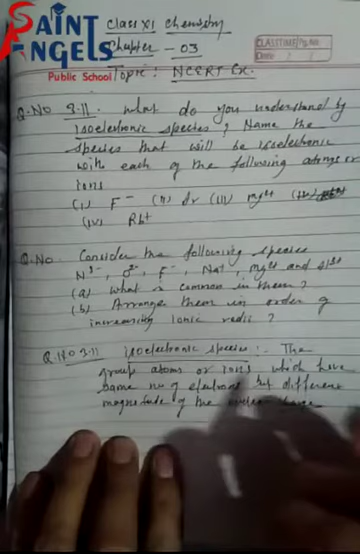 SAINT
ANGELS
Public School
Class XI Chemistry
Chapter - 03
CLASSTIME Pg. No.
Date / /
Topic : NCERT Ex.
Q.No 3.11. What do you understand by
isoelectronic species ? Name the
species that will be isoelectronic
with each of the following atoms or
ions
(i) F⁻ (ii) Ar (iii) Mg²⁺
(iv) Rb⁺
Q.No. Consider the following species
N³⁻, O²⁻, F⁻, Na⁺, Mg²⁺ and Al³⁺
(a) What is common in them ?
(b) Arrange them in order of
increasing ionic radii ?
Q.No 3.11 isoelectronic species :- The
group atoms or ions which have
same no of electrons but different
magnitude of the nuclear charge